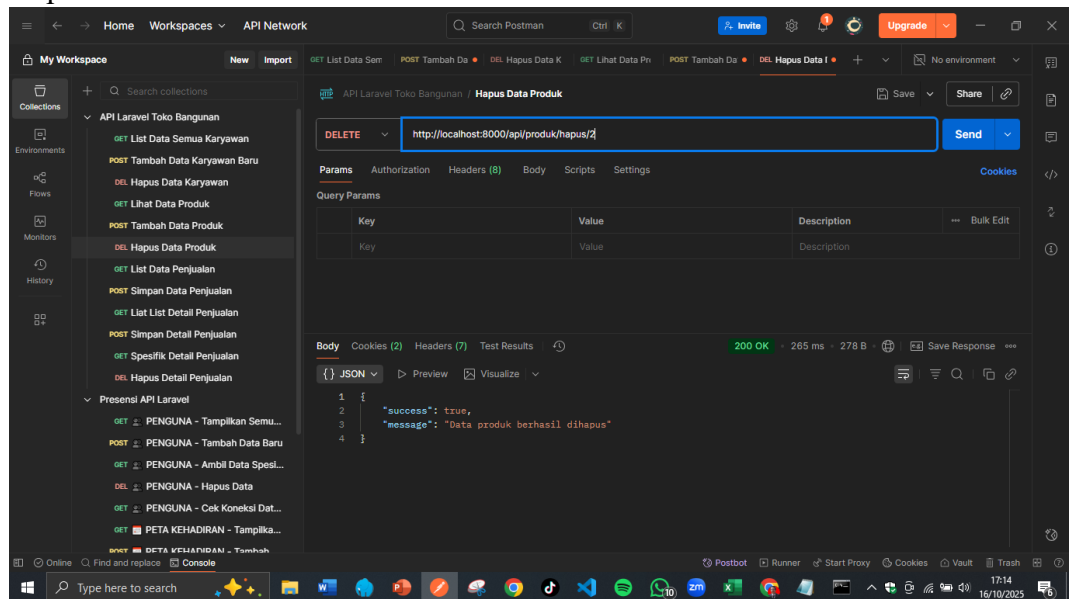 Home Workspaces API Network
Search Postman Ctrl K
Invite
Upgrade
My Workspace New Import
GET List Data Sem POST Tambah Da DEL Hapus Data K GET Lihat Data Pr POST Tambah Da DEL Hapus Data
No environment
Collections
Environments
Flows
Monitors
History
Search collections
API Laravel Toko Bangunan
GET List Data Semua Karyawan
POST Tambah Data Karyawan Baru
DEL Hapus Data Karyawan
GET Lihat Data Produk
POST Tambah Data Produk
DEL Hapus Data Produk
GET List Data Penjualan
POST Simpan Data Penjualan
GET Liat List Detail Penjualan
POST Simpan Detail Penjualan
GET Spesifik Detail Penjualan
DEL Hapus Detail Penjualan
Presensi API Laravel
GET PENGUNA - Tampilkan Semu...
POST PENGUNA - Tambah Data Baru
GET PENGUNA - Ambil Data Spesi...
DEL PENGUNA - Hapus Data
GET PENGUNA - Cek Koneksi Dat...
GET PETA KEHADIRAN - Tampilka...
POST PETA KEHADIRAN - Tambah
HTTP API Laravel Toko Bangunan / Hapus Data Produk
Save Share
DELETE http://localhost:8000/api/produk/hapus/2
Send
Params Authorization Headers (8) Body Scripts Settings
Cookies
Query Params
Key Value Description Bulk Edit
Key Value Description
Body Cookies (2) Headers (7) Test Results
200 OK 265 ms 278 B Save Response
{} JSON Preview Visualize
1 {
2 "success": true,
3 "message": "Data produk berhasil dihapus"
4 }
Online Find and replace Console
Postbot Runner Start Proxy Cookies Vault Trash
Type here to search
17:14
16/10/2025